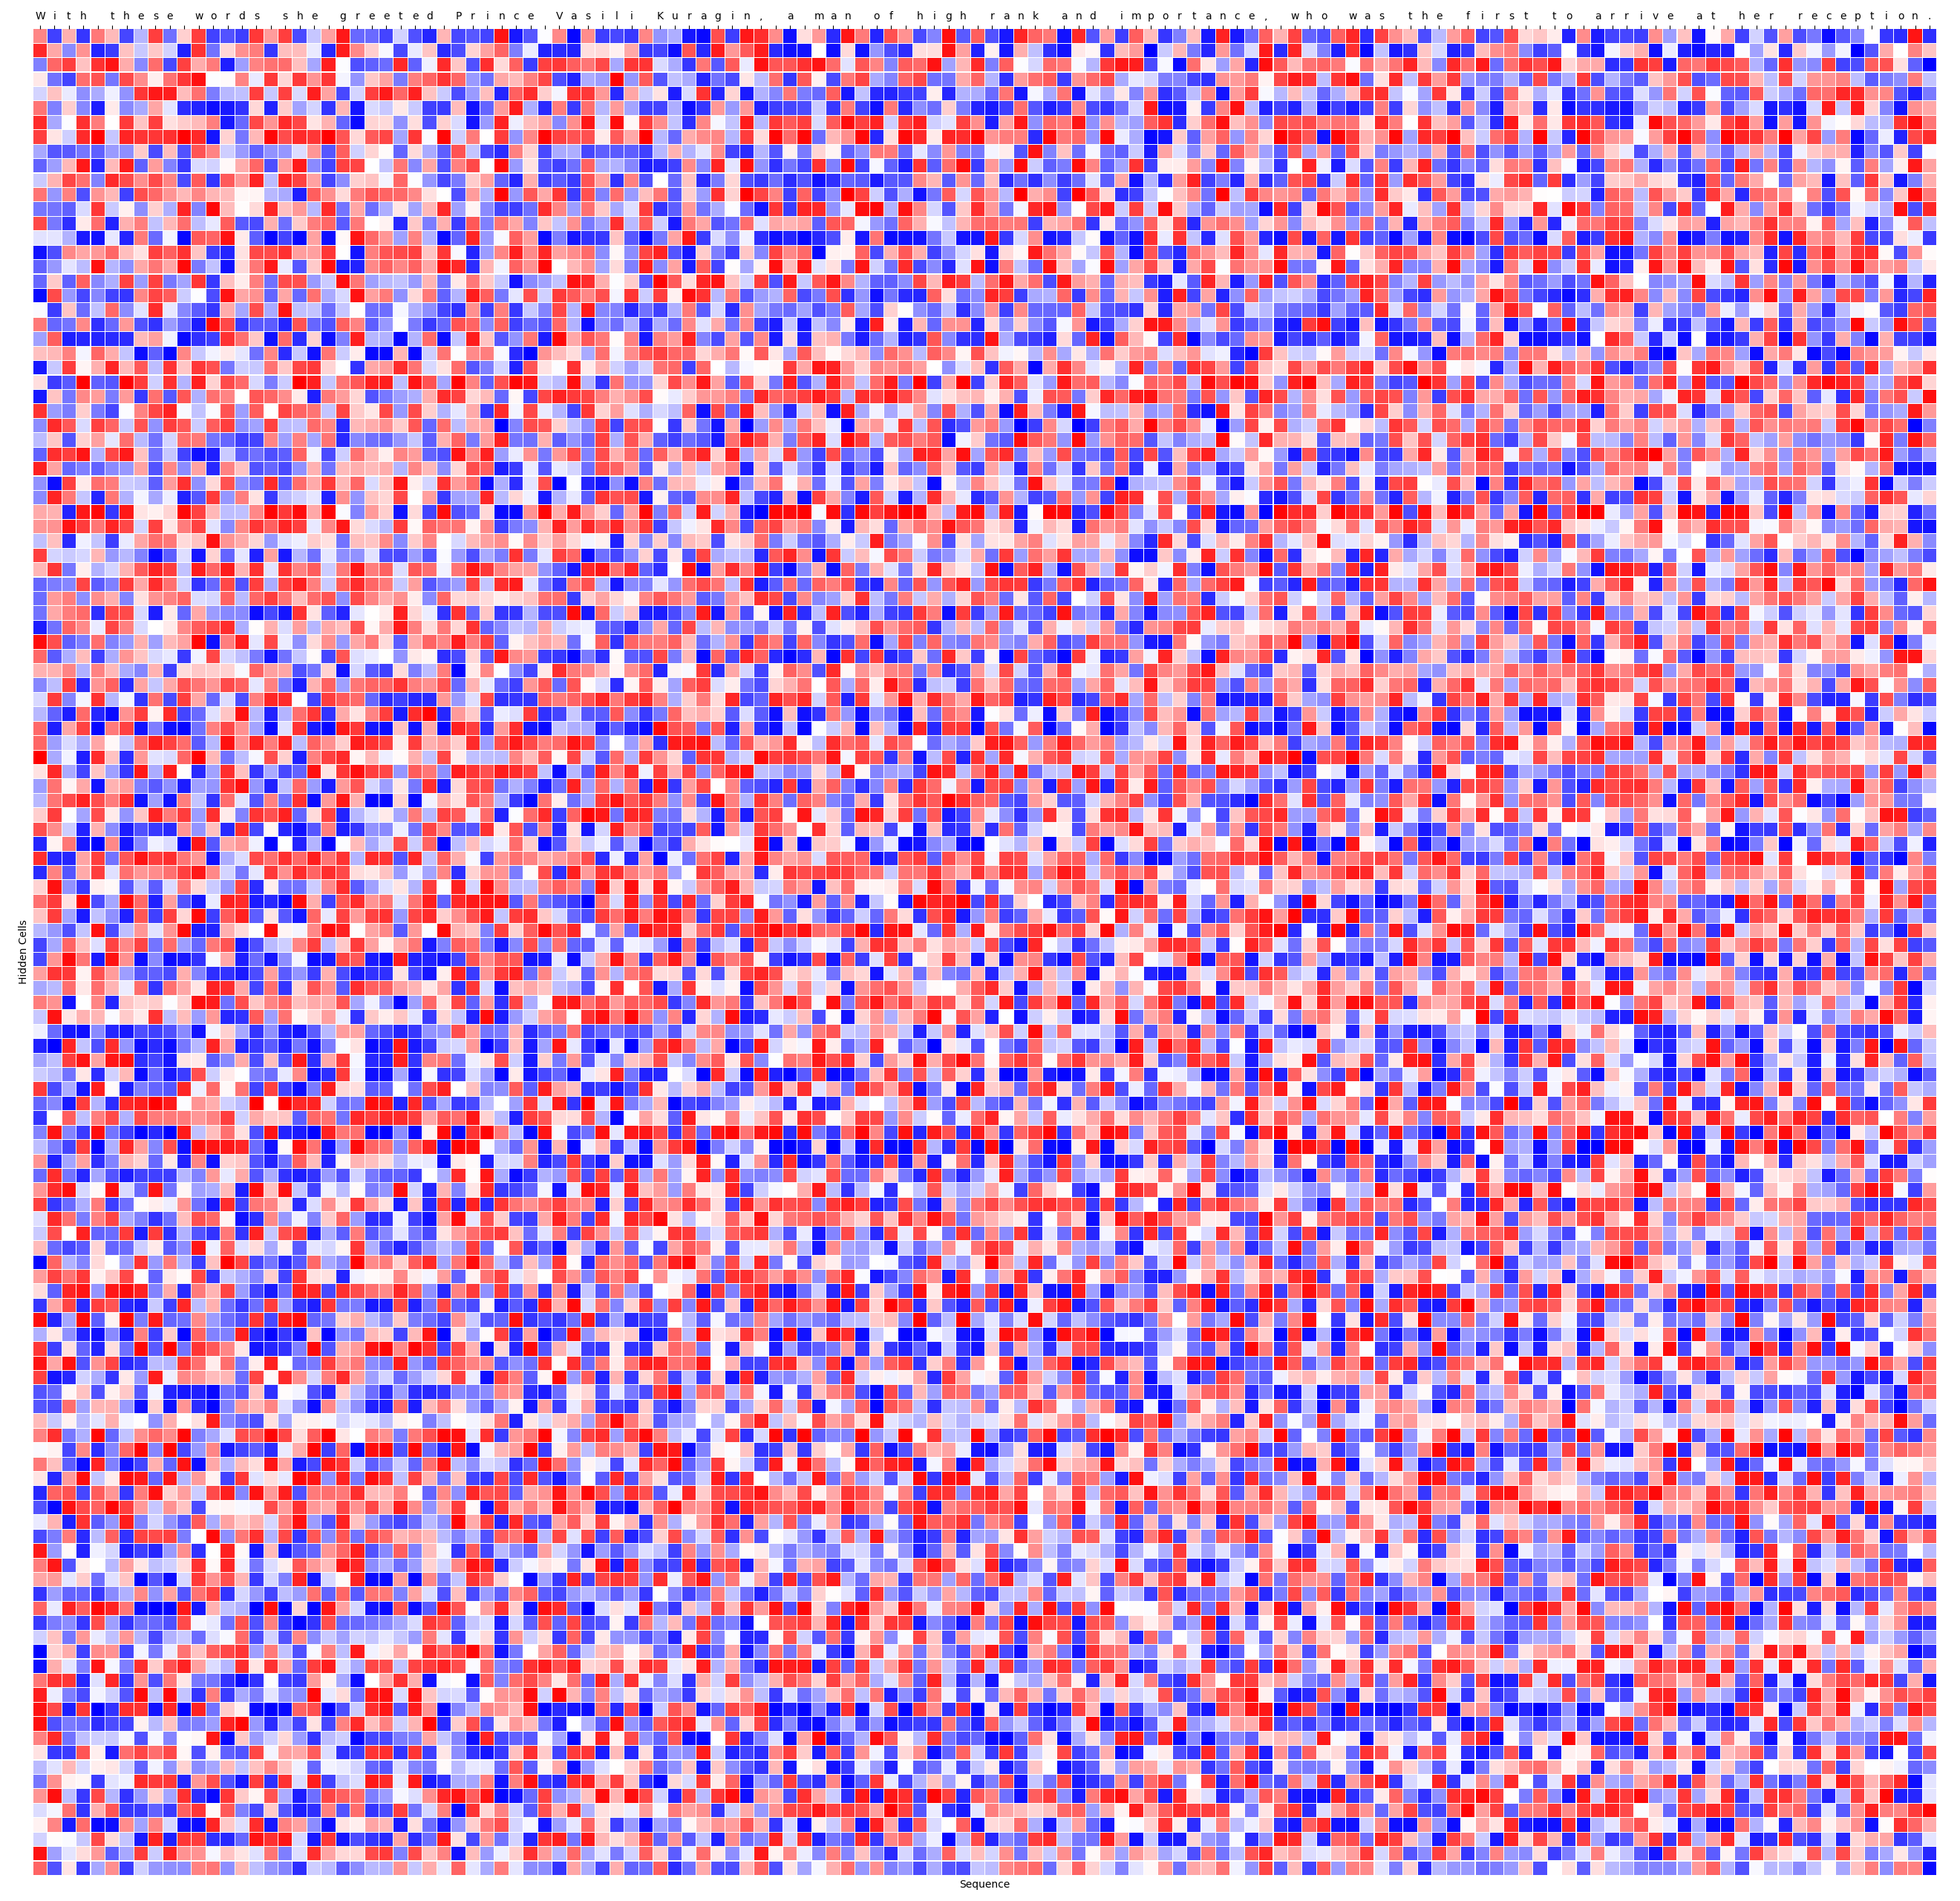 With these words she greeted Prince Vasili Kuragin, a man of high rank and importance, who was the first to arrive at her reception.
Hidden Cells
Sequence